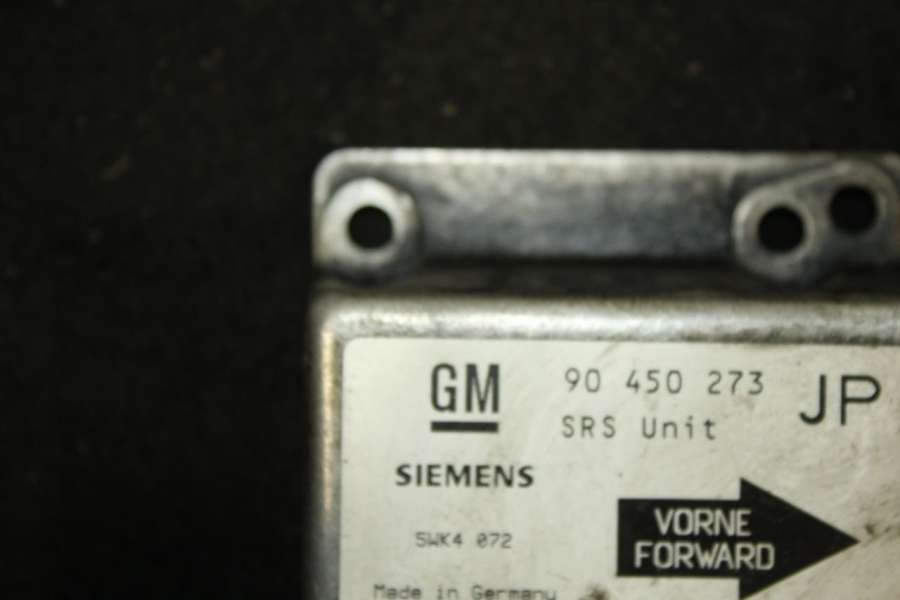 GM
90 450 273
JP
SRS Unit
SIEMENS
VORNE
FORWARD
5WK4 072
Made in Germany